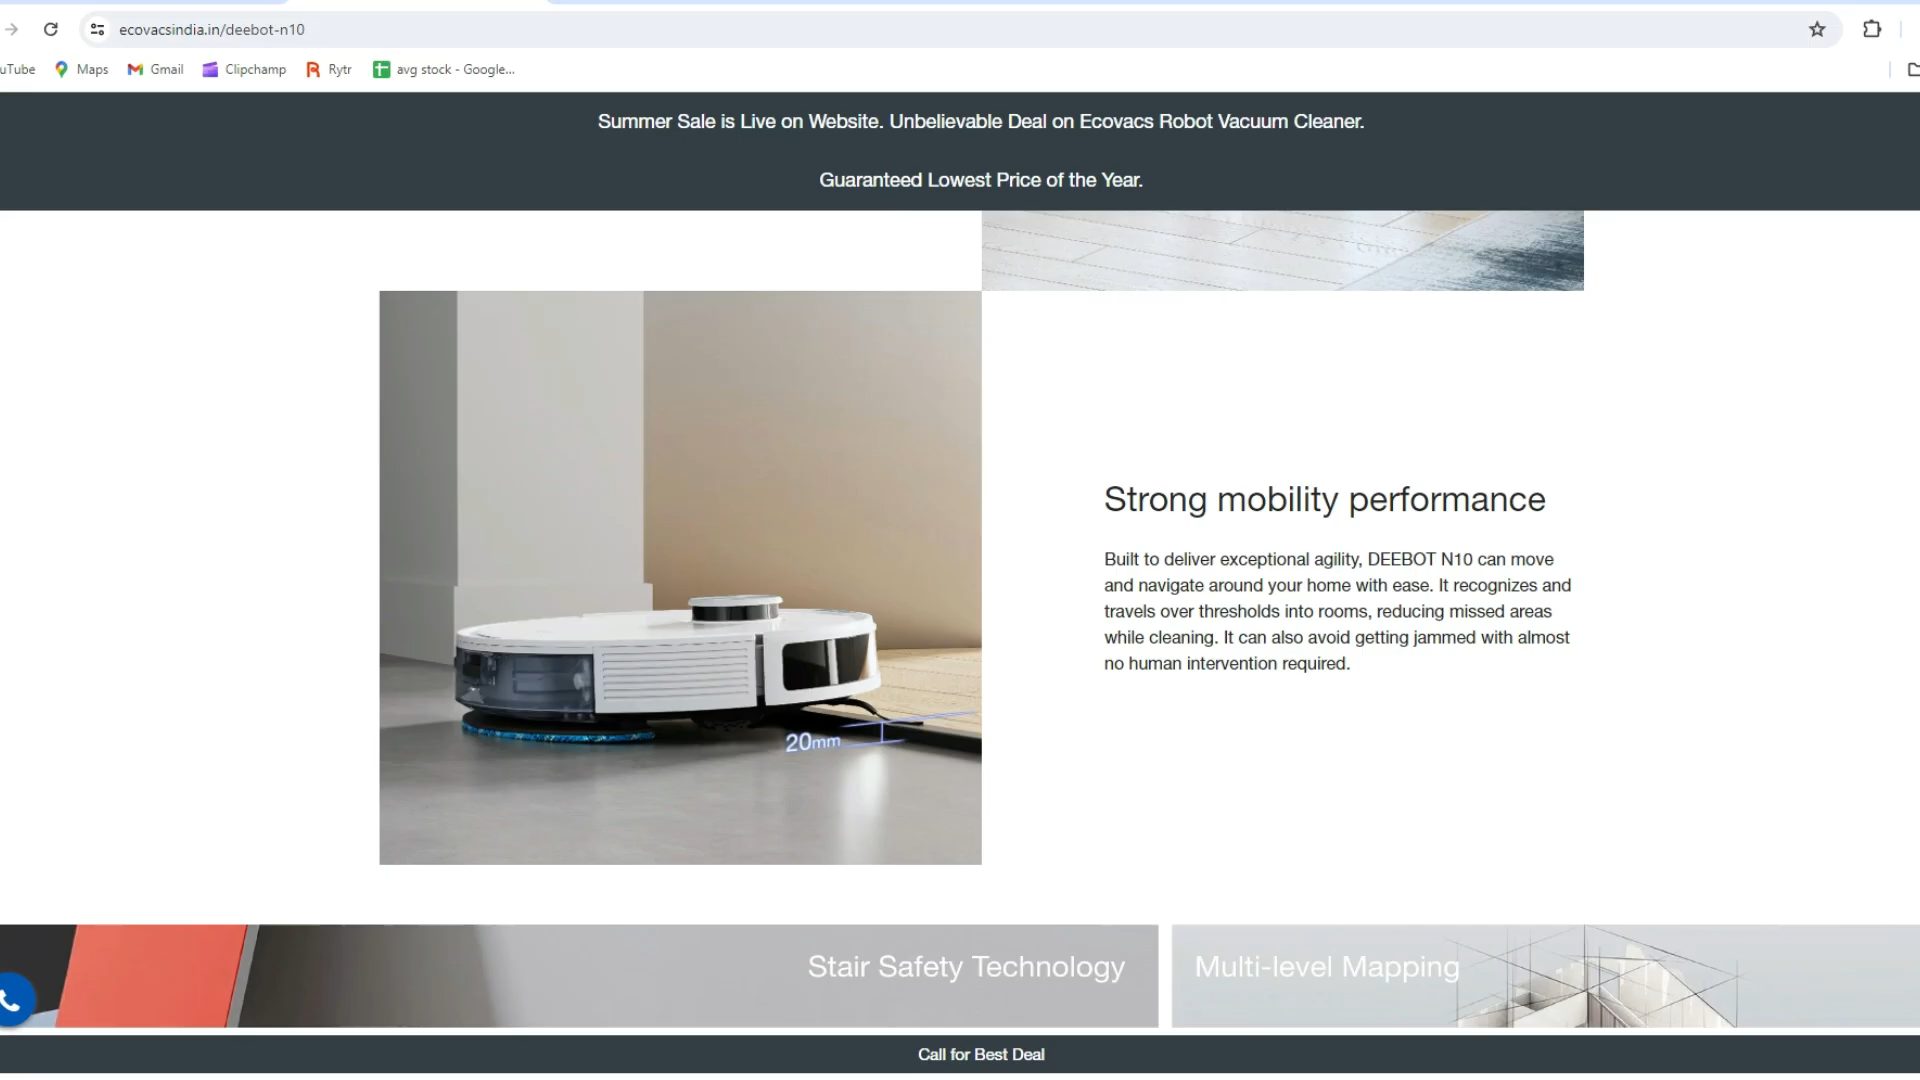 ecovacsindia.in/deebot-n10
uTube
Maps
Gmail
Clipchamp
Rytr
avg stock - Google...
Summer Sale is Live on Website. Unbelievable Deal on Ecovacs Robot Vacuum Cleaner.
Guaranteed Lowest Price of the Year.
Strong mobility performance
Built to deliver exceptional agility, DEEBOT N10 can move
and navigate around your home with ease. It recognizes and
travels over thresholds into rooms, reducing missed areas
while cleaning. It can also avoid getting jammed with almost
no human intervention required.
20mm
Stair Safety Technology
Multi-level Mapping
Call for Best Deal